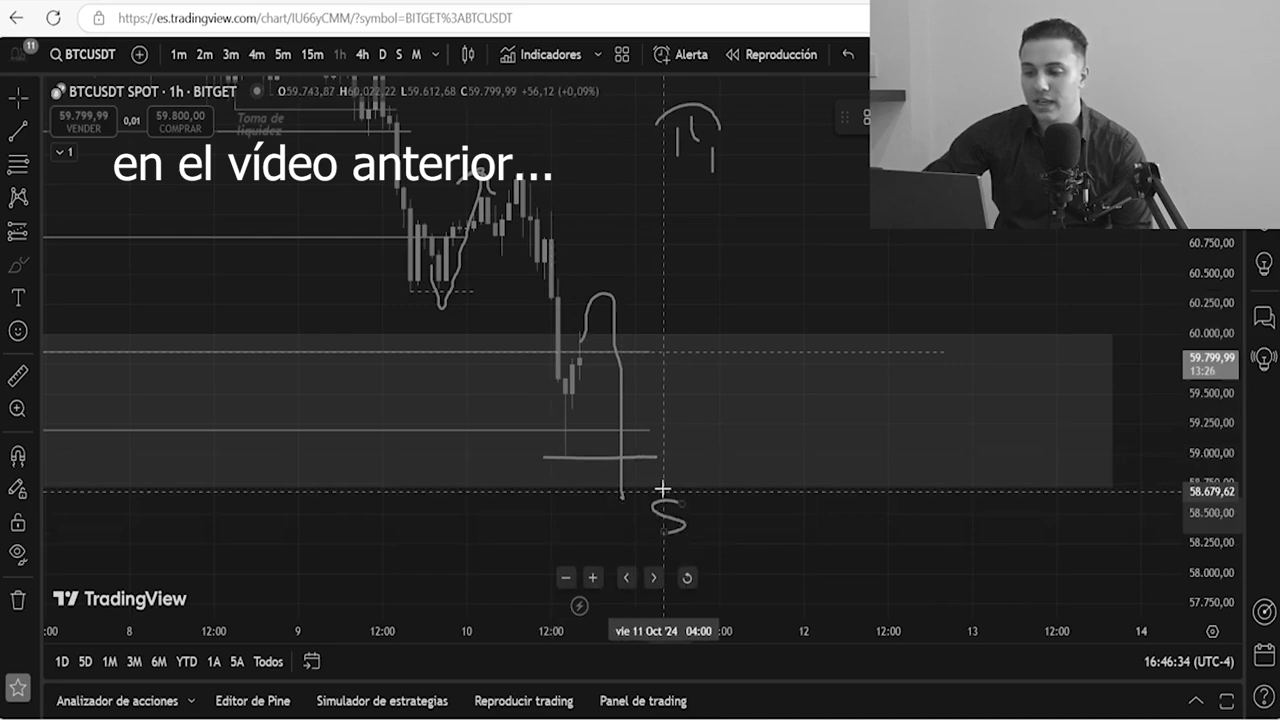 https://es.tradingview.com/chart/IU66yCMM/?symbol=BITGET%3ABTCUSDT
11
BTCUSDT
1m 2m 3m 4m 5m 15m 1h 4h D S M
Indicadores
Alerta
Reproducción
BTCUSDT SPOT · 1h · BITGET
O59.743,87 H60.022,22 L59.612,68 C59.799,99 +56,12 (+0,09%)
59.799,99
VENDER
0,01
59.800,00
COMPRAR
Toma de
liquidez
1
en el vídeo anterior...
60.750,00
60.500,00
60.250,00
60.000,00
59.799,99
13:26
59.500,00
59.250,00
59.000,00
58.750,00
58.679,62
58.500,00
58.250,00
58.000,00
57.750,00
S
TradingView
:00 8 12:00 9 12:00 10 12:00 vie 11 Oct '24 04:00 :00 12 12:00 13 12:00 14
1D 5D 1M 3M 6M YTD 1A 5A Todos
16:46:34 (UTC-4)
Analizador de acciones
Editor de Pine
Simulador de estrategias
Reproducir trading
Panel de trading